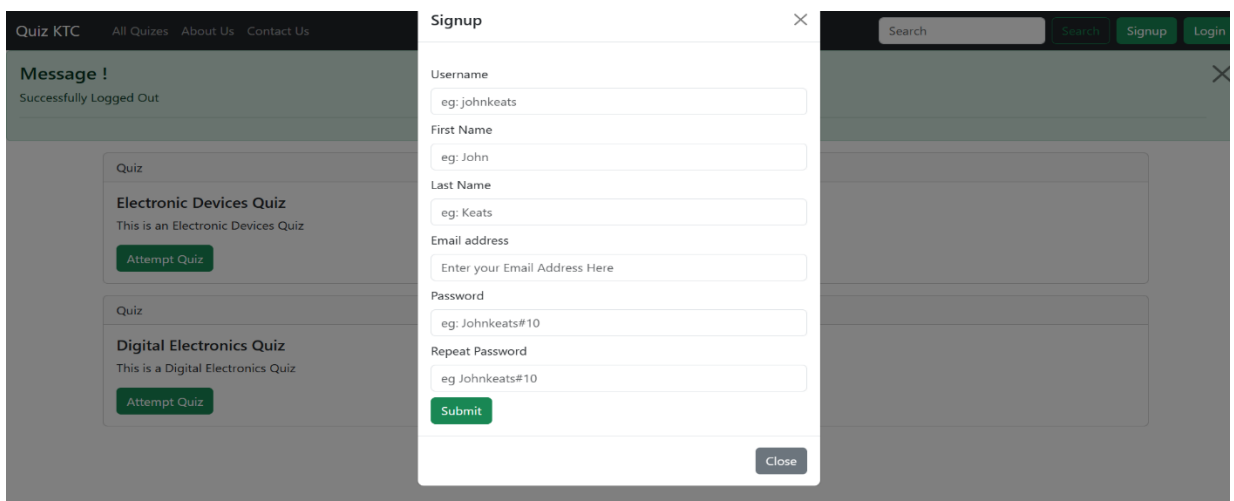 Quiz KTC All Quizes About Us Contact Us
Search Search Signup Login
Message !
Successfully Logged Out
Quiz
Electronic Devices Quiz
This is an Electronic Devices Quiz
Attempt Quiz
Quiz
Digital Electronics Quiz
This is a Digital Electronics Quiz
Attempt Quiz
Signup
Username
eg: johnkeats
First Name
eg: John
Last Name
eg: Keats
Email address
Enter your Email Address Here
Password
eg: Johnkeats#10
Repeat Password
eg Johnkeats#10
Submit
Close